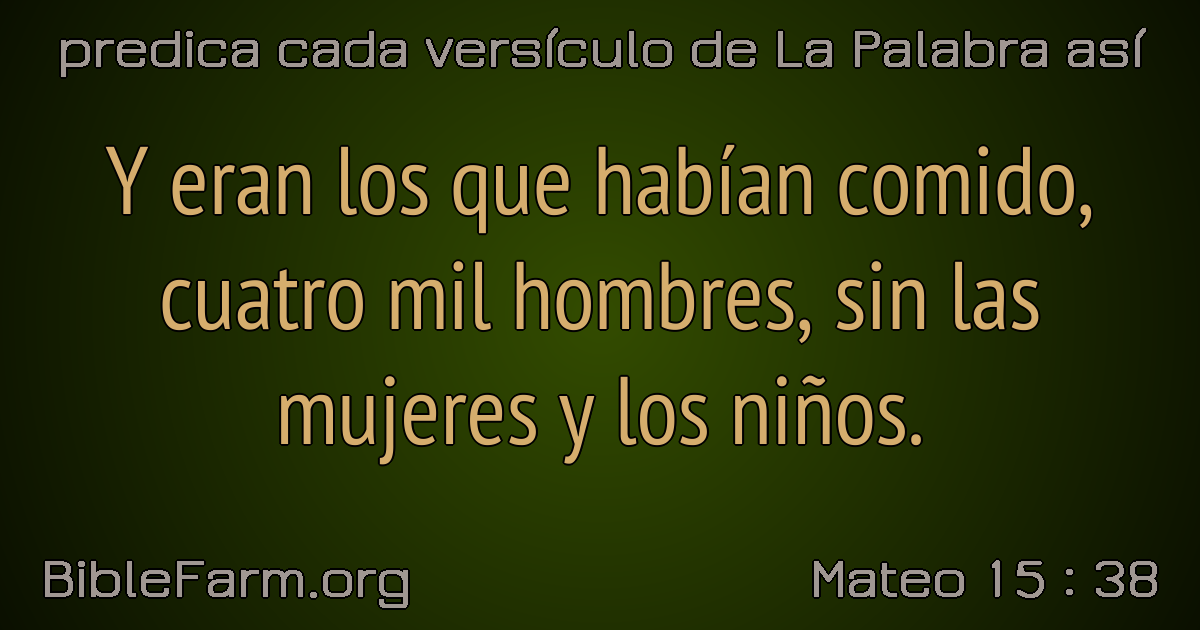 predica cada versículo de La Palabra así
Y eran los que habían comido,
cuatro mil hombres, sin las
mujeres y los niños.
BibleFarm.org
Mateo 15 : 38